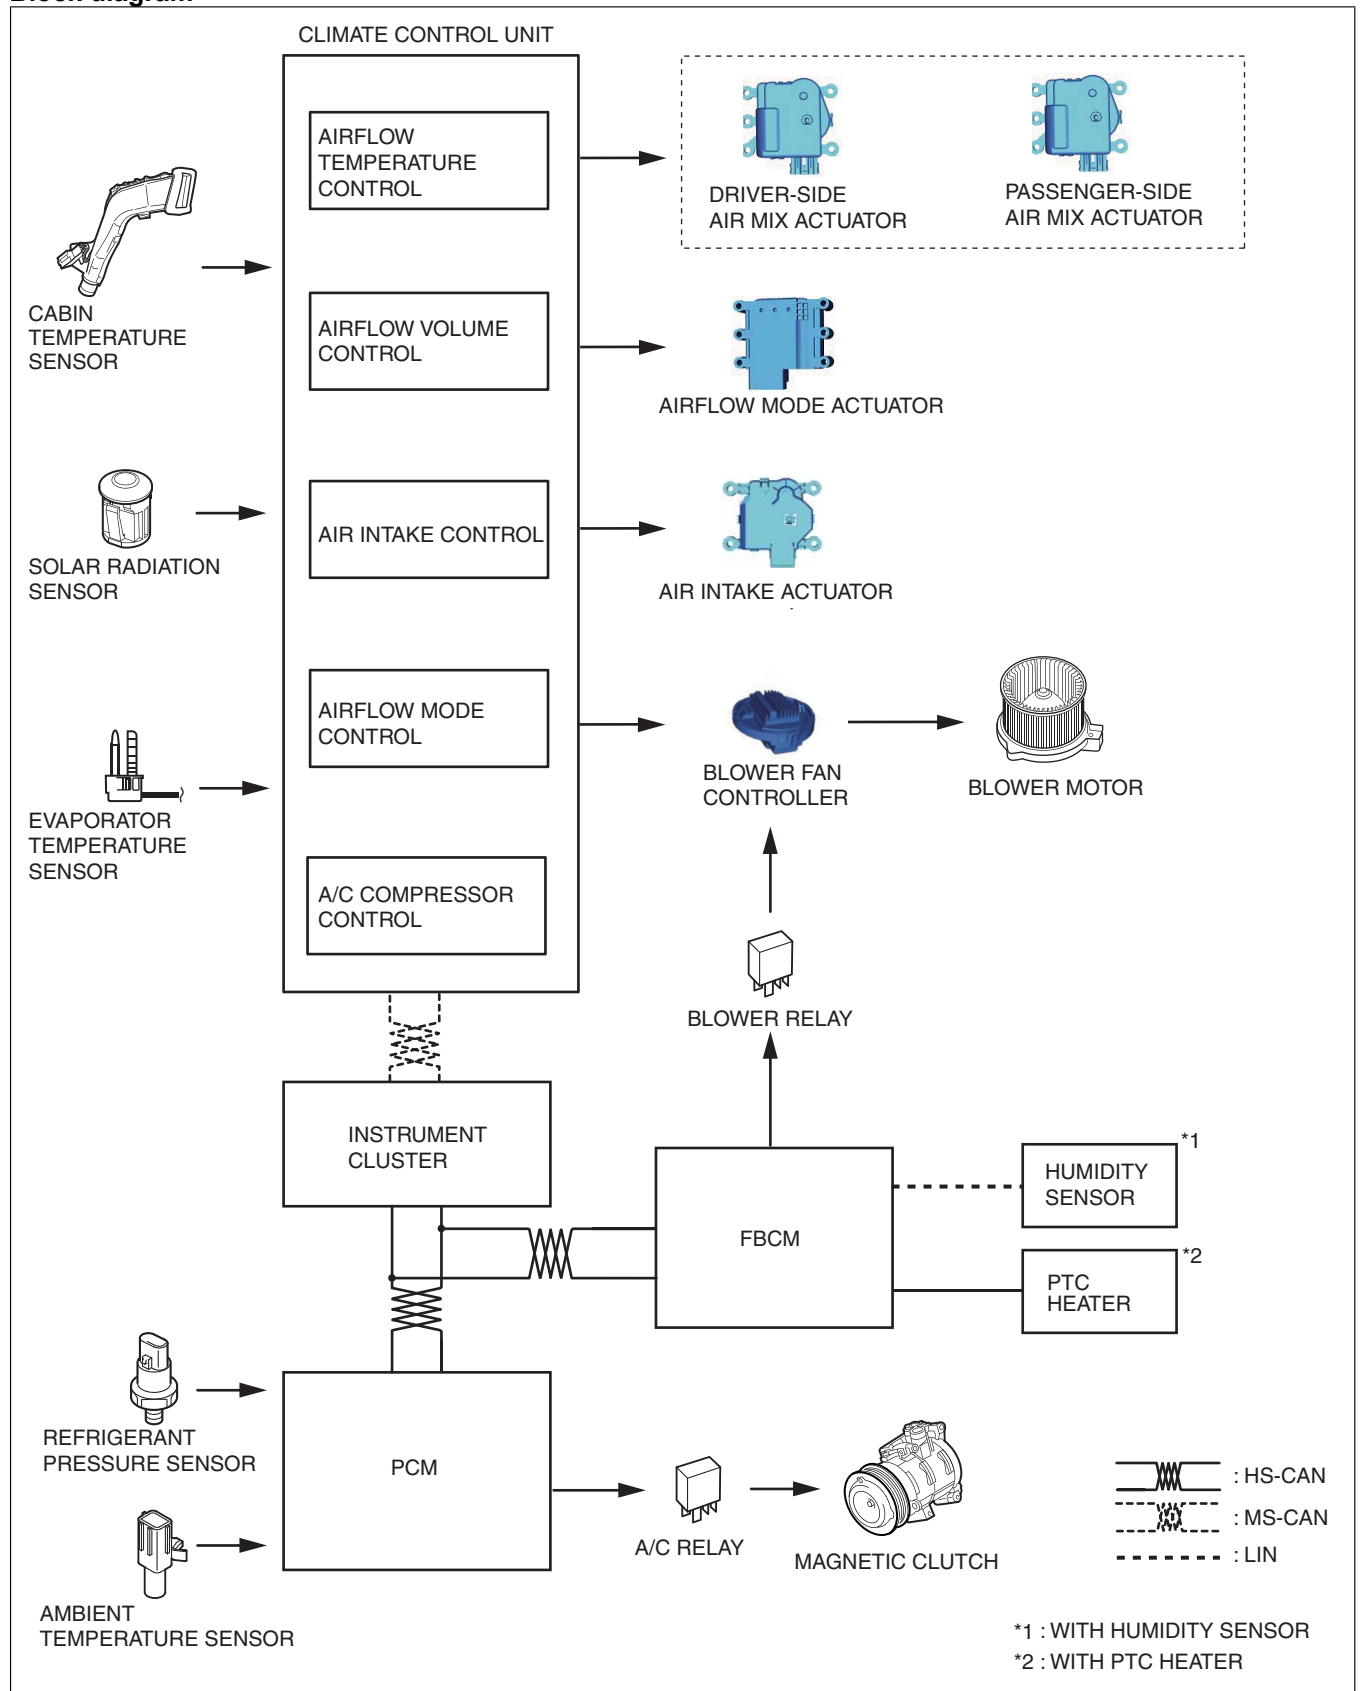 Block diagram
CLIMATE CONTROL UNIT
AIRFLOW
TEMPERATURE
CONTROL
DRIVER-SIDE
AIR MIX ACTUATOR
PASSENGER-SIDE
AIR MIX ACTUATOR
CABIN
TEMPERATURE
SENSOR
AIRFLOW VOLUME
CONTROL
AIRFLOW MODE ACTUATOR
SOLAR RADIATION
SENSOR
AIR INTAKE CONTROL
AIR INTAKE ACTUATOR
AIRFLOW MODE
CONTROL
BLOWER FAN
CONTROLLER
BLOWER MOTOR
EVAPORATOR
TEMPERATURE
SENSOR
A/C COMPRESSOR
CONTROL
BLOWER RELAY
INSTRUMENT
CLUSTER
FBCM
*1
HUMIDITY
SENSOR
*2
PTC
HEATER
REFRIGERANT
PRESSURE SENSOR
PCM
A/C RELAY
MAGNETIC CLUTCH
AMBIENT
TEMPERATURE SENSOR
: HS-CAN
: MS-CAN
: LIN
*1 : WITH HUMIDITY SENSOR
*2 : WITH PTC HEATER